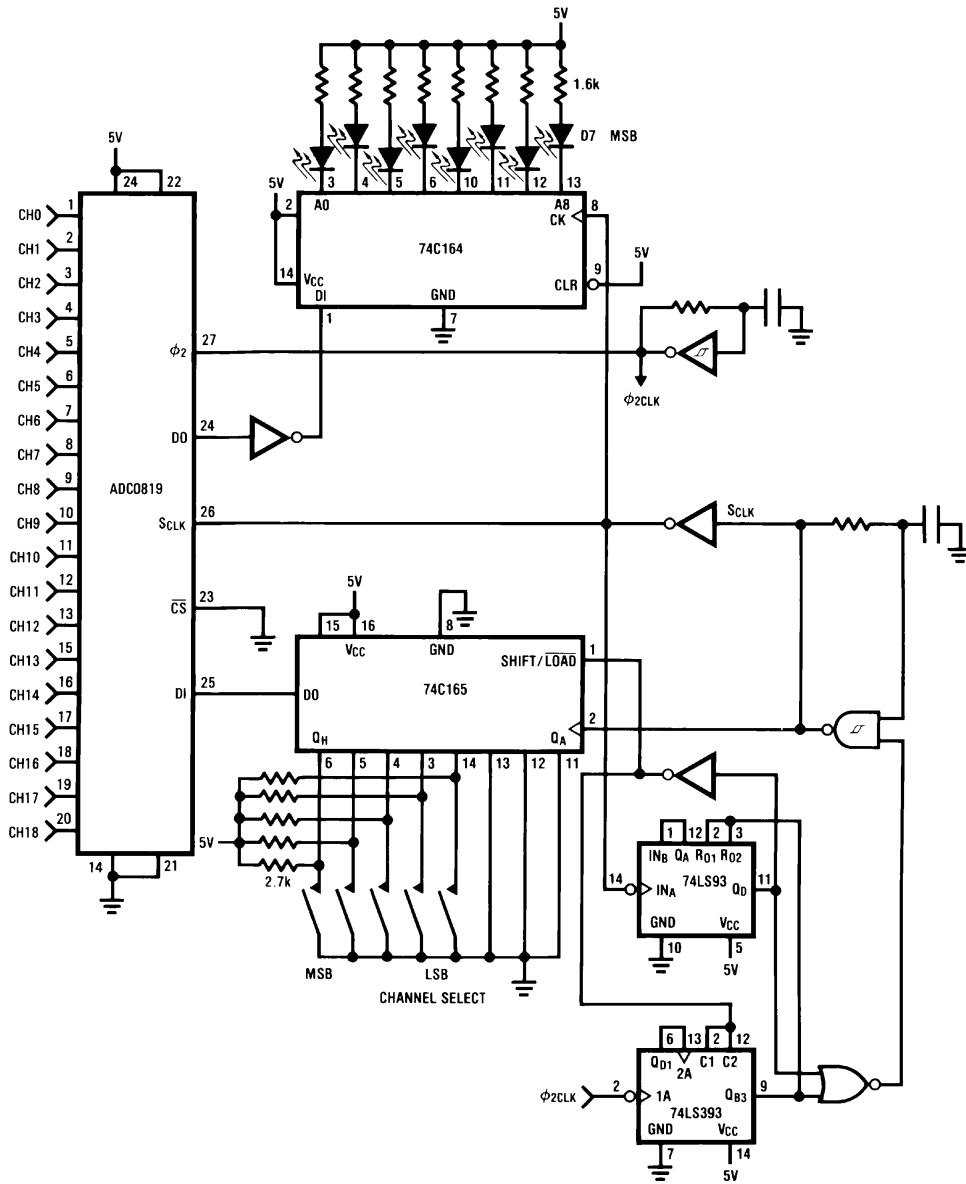 5V
1.6k
D7 MSB
5V
24 22
5V
3 4 5 6 10 11 12 13
2 A0 A8 8
CK
CH0 1
CH1 2
CH2 3
CH3 4
CH4 5
CH5 6
CH6 7
CH7 8
CH8 9
CH9 10
CH10 11
CH11 12
CH12 13
CH13 15
CH14 16
CH15 17
CH16 18
CH17 19
CH18 20
74C164
5V
9
14 VCC CLR
DI GND
1 7
ϕ2 27
ϕ2CLK
DO 24
ADC0819
SCLK 26
SCLK
CS 23
5V
15 16 8
VCC GND
SHIFT/LOAD 1
74C165
DI 25 DO
2
QH QA
6 5 4 3 14 13 12 11
5V
2.7k
14 21
MSB LSB
CHANNEL SELECT
1 12 2 3
INB QA R01 R02
74LS93
14 INA QD 11
GND VCC
10 5
5V
6 13 2 12
QD1 2A C1 C2
ϕ2CLK 2 1A QB3 9
74LS393
GND VCC
7 14
5V